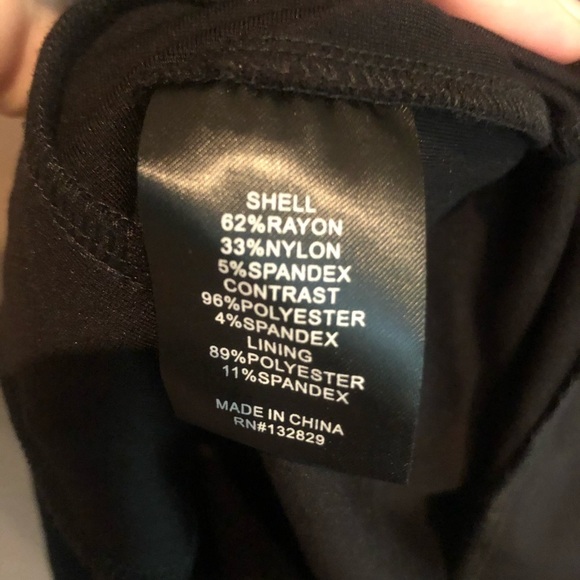 SHELL
62%RAYON
33%NYLON
5%SPANDEX
CONTRAST
96%POLYESTER
4%SPANDEX
LINING
89%POLYESTER
11%SPANDEX
MADE IN CHINA
RN#132829